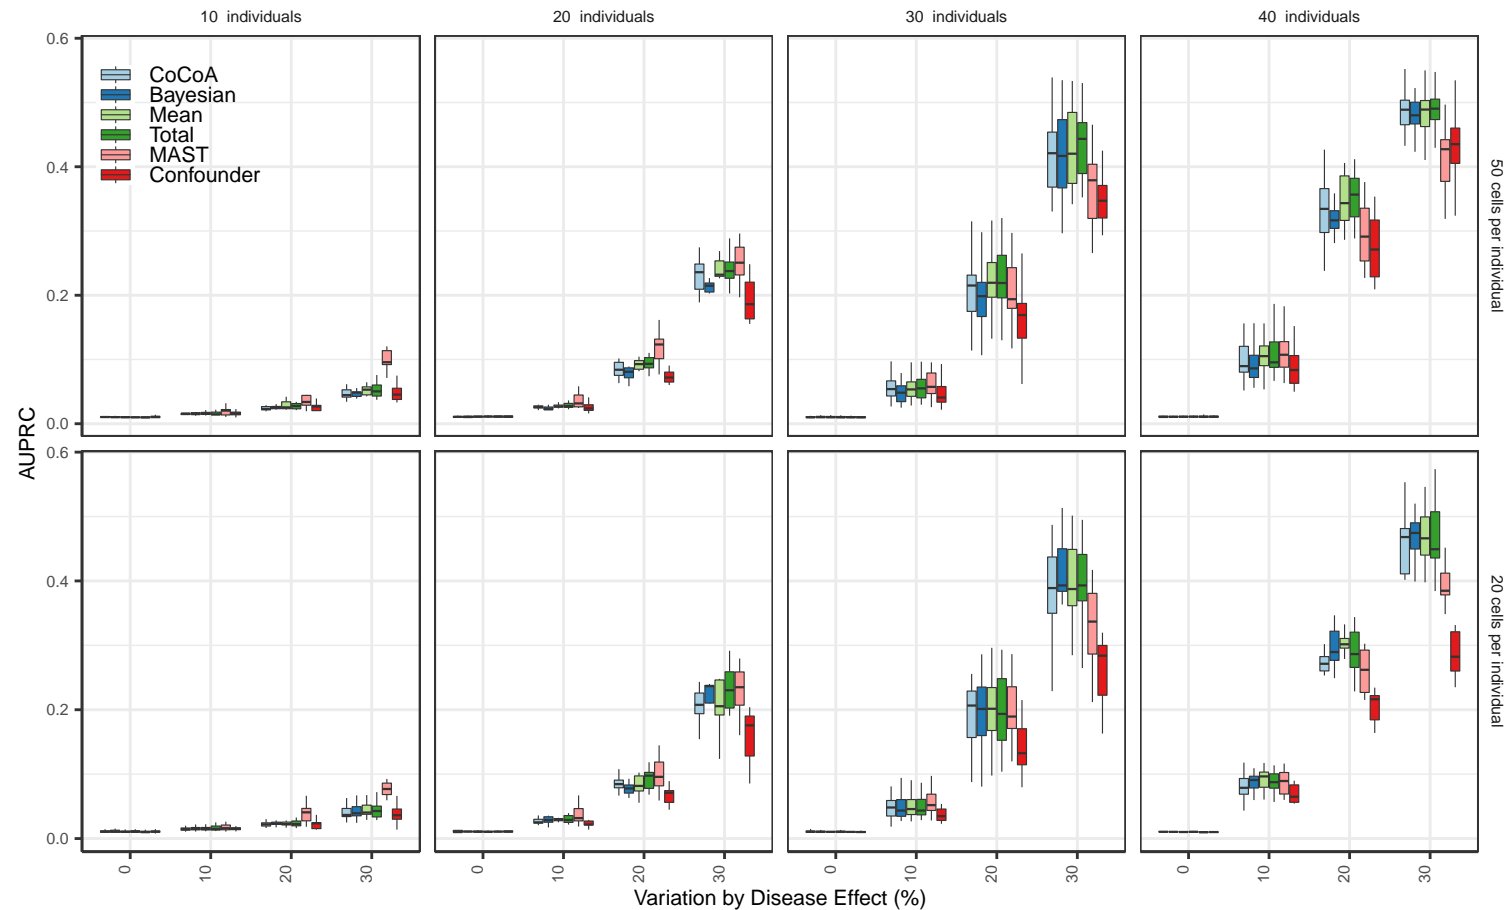 10 individuals
20 individuals
30 individuals
40 individuals
0.6
0.4
0.2
0.0
CoCoA
Bayesian
Mean
Total
MAST
Confounder
50 cells per individual
AUPRC
0.6
0.4
0.2
0.0
20 cells per individual
0 10 20 30
0 10 20 30
0 10 20 30
0 10 20 30
Variation by Disease Effect (%)